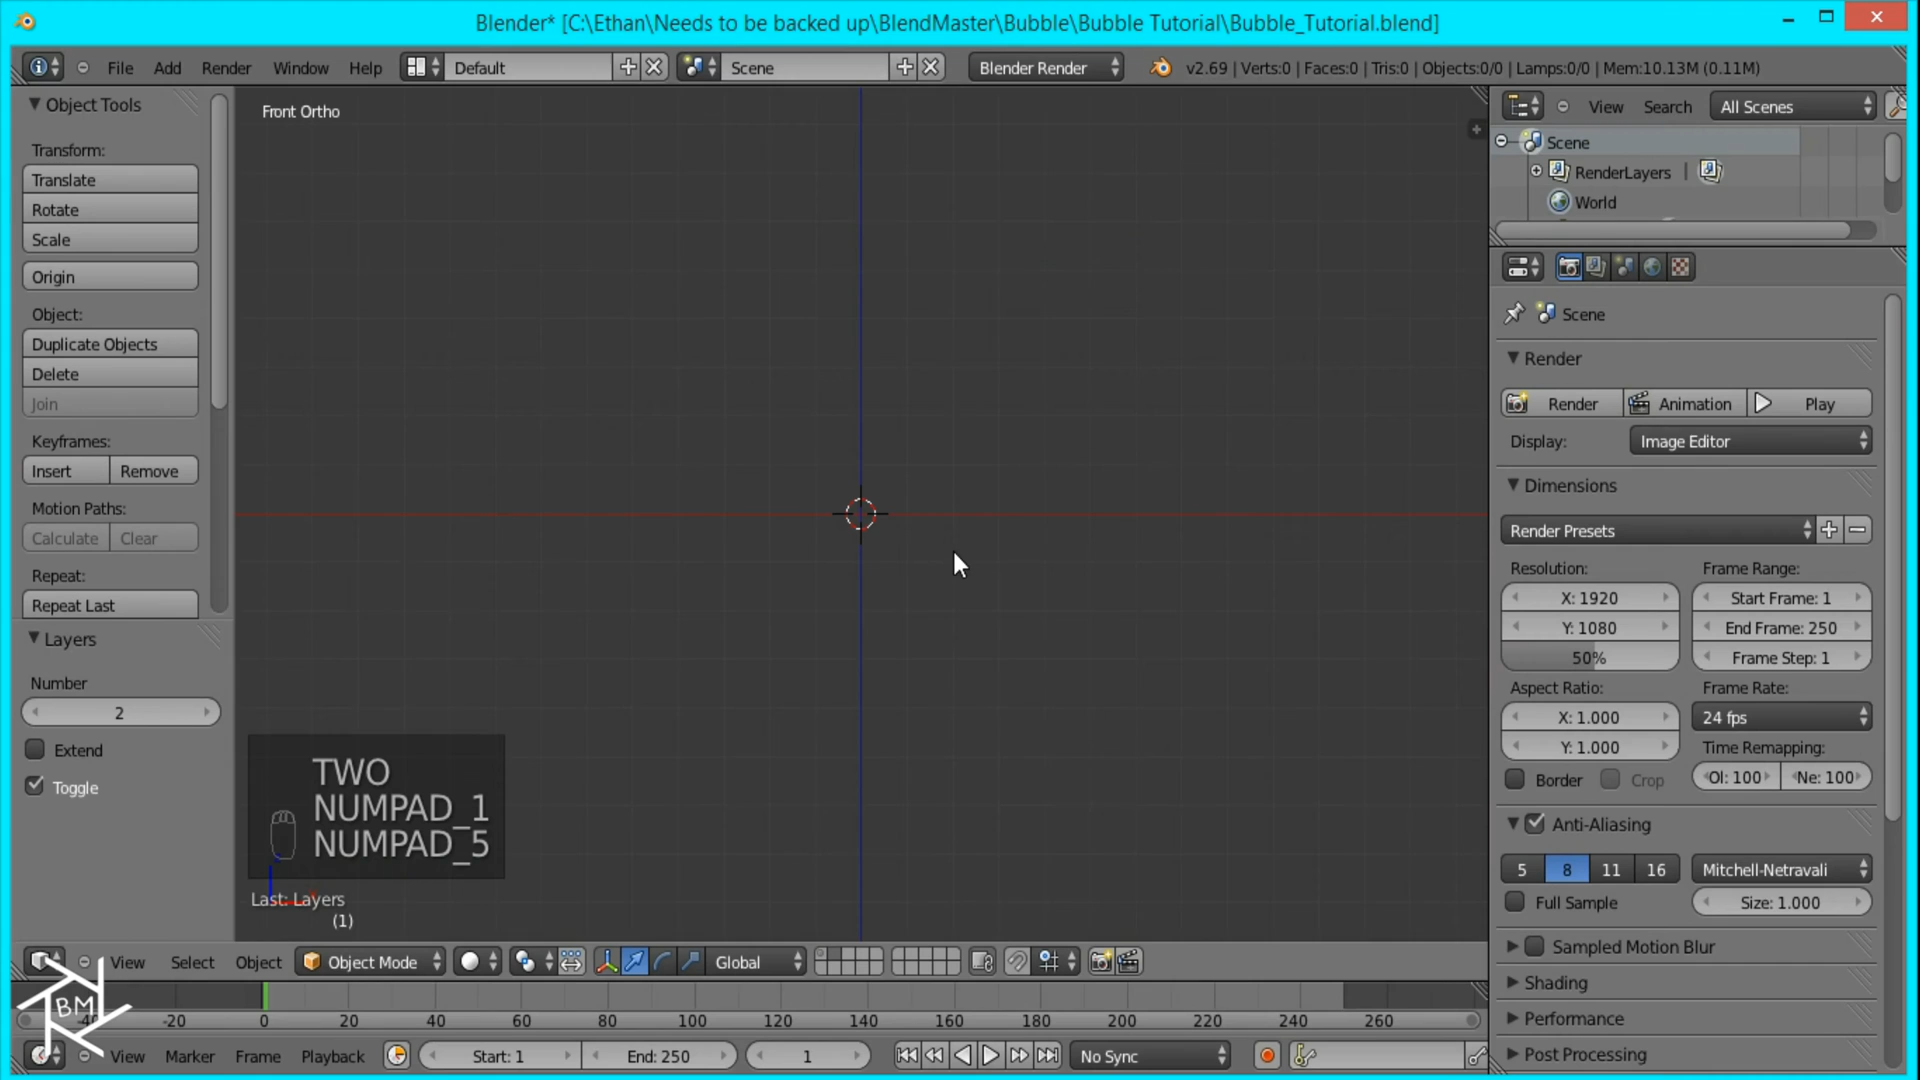 Blender* [C:\Ethan\Needs to be backed up\BlendMaster\Bubble\Bubble Tutorial\Bubble_Tutorial.blend]
File Add Render Window Help Default Scene Blender Render v2.69 | Verts:0 | Faces:0 | Tris:0 | Objects:0/0 | Lamps:0/0 | Mem:10.13M (0.11M)
Object Tools
Transform:
Translate
Rotate
Scale
Origin
Object:
Duplicate Objects
Delete
Join
Keyframes:
Insert Remove
Motion Paths:
Calculate Clear
Repeat:
Repeat Last
Layers
Number
2
Extend
Toggle
Front Ortho
TWO
NUMPAD_1
NUMPAD_5
Last: Layers
(1)
View Search All Scenes
Scene
RenderLayers |
World
Scene
Render
Render Animation Play
Display: Image Editor
Dimensions
Render Presets
Resolution: Frame Range:
X: 1920 Start Frame: 1
Y: 1080 End Frame: 250
50% Frame Step: 1
Aspect Ratio: Frame Rate:
X: 1.000 24 fps
Y: 1.000 Time Remapping:
Border Crop Ol: 100 Ne: 100
Anti-Aliasing
5 8 11 16 Mitchell-Netravali
Full Sample Size: 1.000
Sampled Motion Blur
Shading
Performance
Post Processing
View Select Object Object Mode Global
BM
-40 -20 0 20 40 60 80 100 120 140 160 180 200 220 240 260
View Marker Frame Playback Start: 1 End: 250 1 No Sync